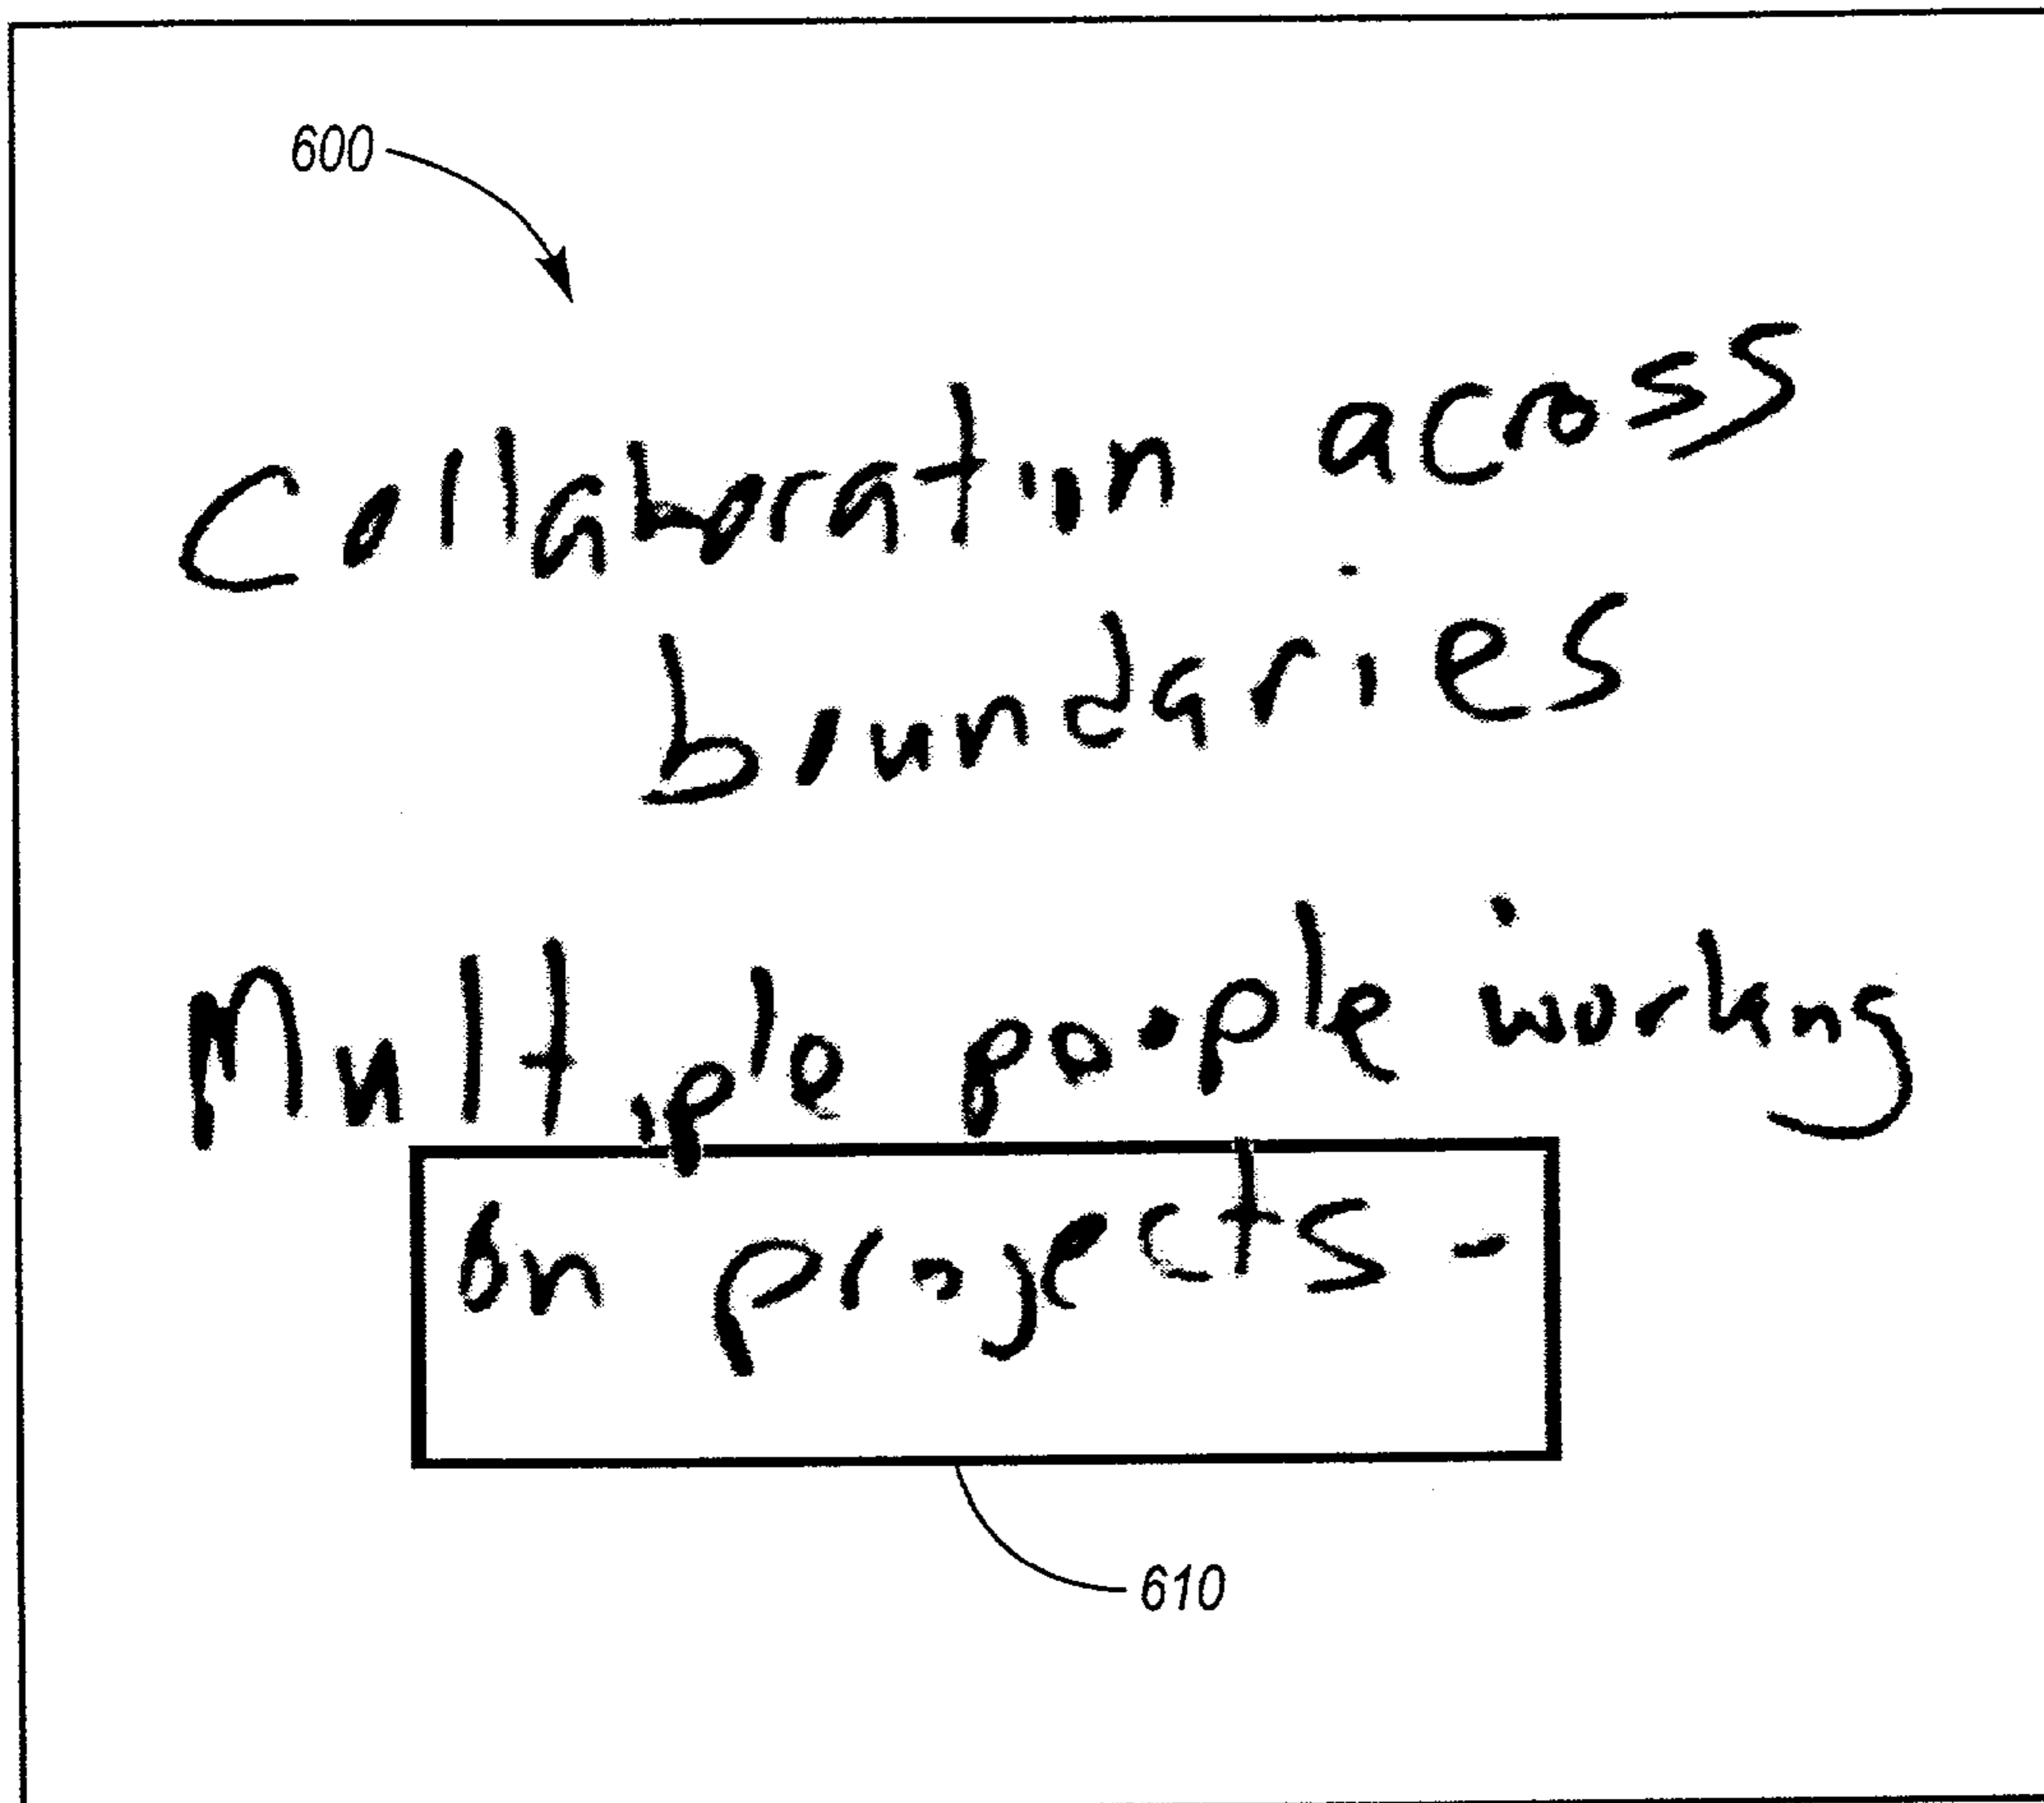 600
Collaboration across
boundaries
Multiple people working
on projects -
610